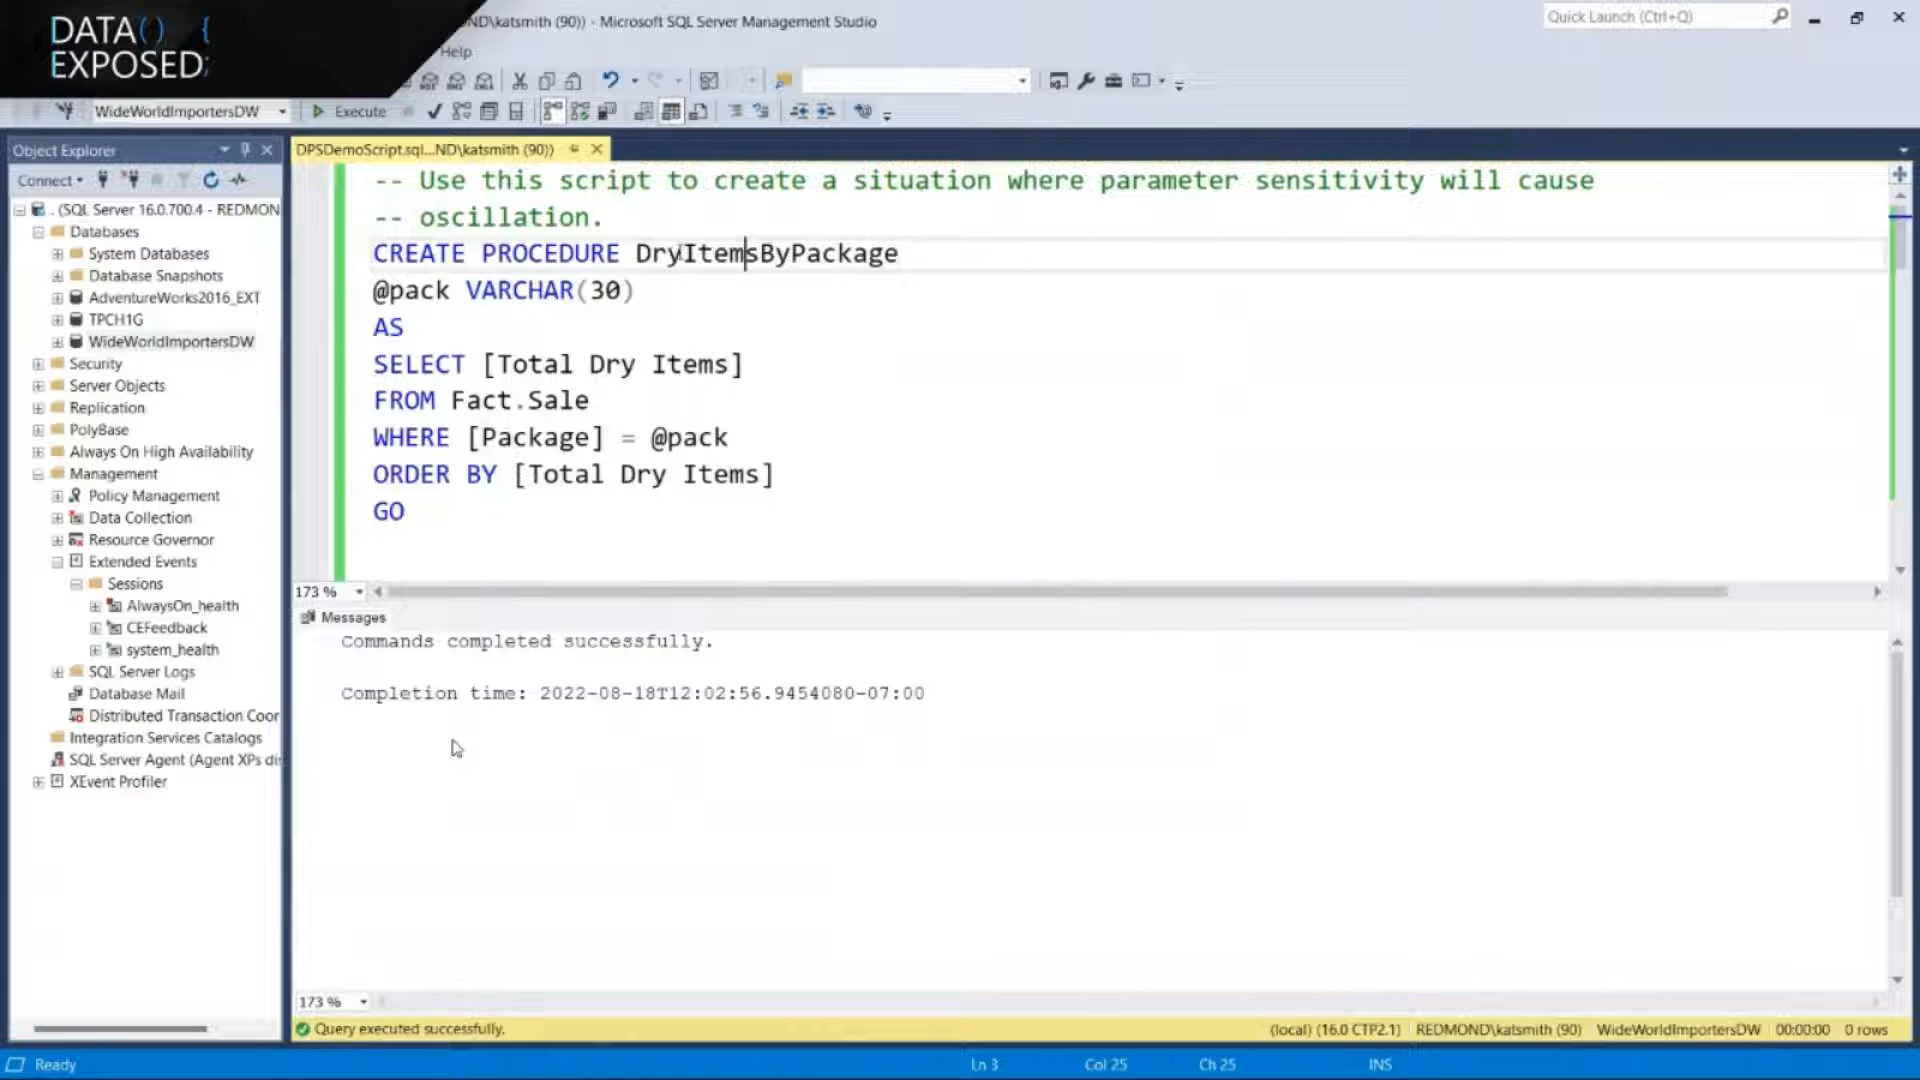 DATA() {
EXPOSED;
ND\katsmith (90)) - Microsoft SQL Server Management Studio
Quick Launch (Ctrl+Q)
Help
WideWorldImportersDW
Execute
Object Explorer
DPSDemoScript.sql...ND\katsmith (90))
Connect
. (SQL Server 16.0.700.4 - REDMOND
Databases
System Databases
Database Snapshots
AdventureWorks2016_EXT
TPCH1G
WideWorldImportersDW
Security
Server Objects
Replication
PolyBase
Always On High Availability
Management
Policy Management
Data Collection
Resource Governor
Extended Events
Sessions
AlwaysOn_health
CEFeedback
system_health
SQL Server Logs
Database Mail
Distributed Transaction Coor
Integration Services Catalogs
SQL Server Agent (Agent XPs dis
XEvent Profiler
-- Use this script to create a situation where parameter sensitivity will cause
-- oscillation.
CREATE PROCEDURE DryItemsByPackage
@pack VARCHAR(30)
AS
SELECT [Total Dry Items]
FROM Fact.Sale
WHERE [Package] = @pack
ORDER BY [Total Dry Items]
GO
173 %
Messages
Commands completed successfully.
Completion time: 2022-08-18T12:02:56.9454080-07:00
173 %
Query executed successfully.
(local) (16.0 CTP2.1)
REDMOND\katsmith (90)
WideWorldImportersDW
00:00:00
0 rows
Ready
Ln 3
Col 25
Ch 25
INS